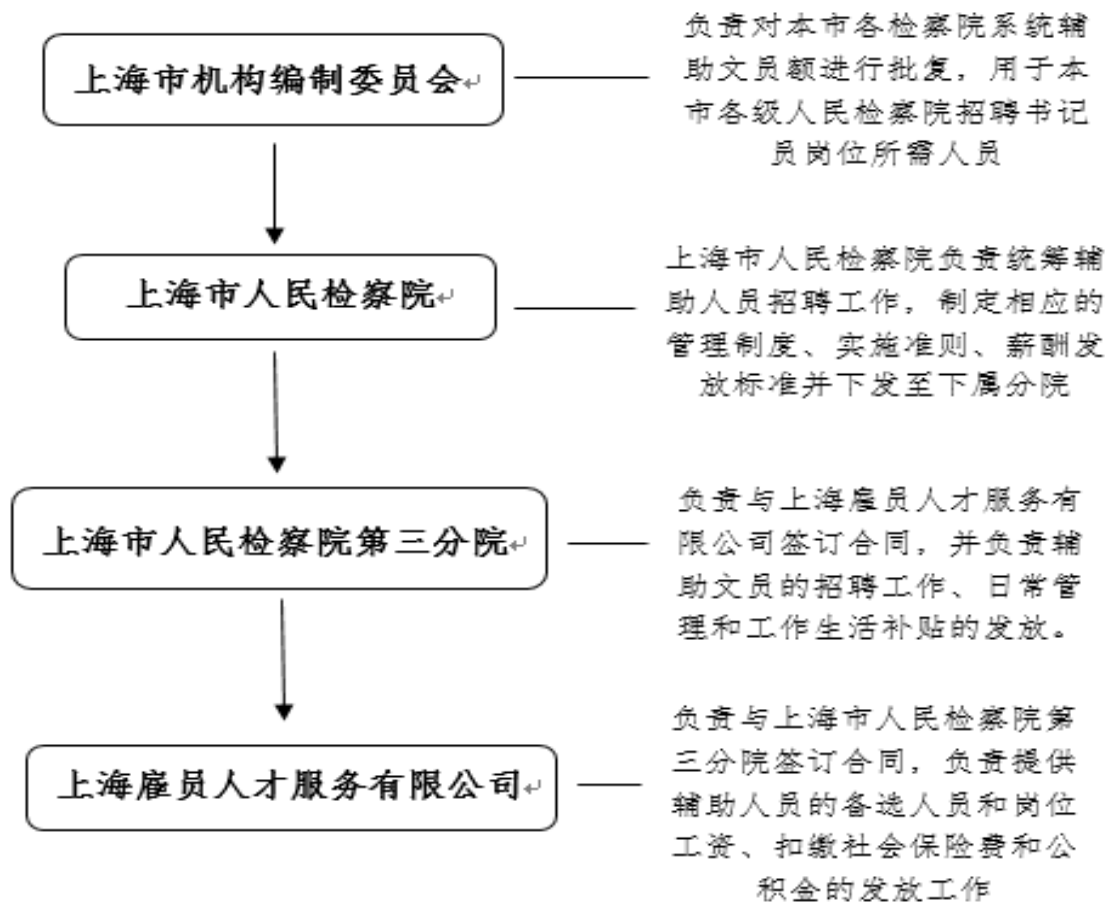 上海市机构编制委员会
负责对本市各检察院系统辅
助文员额进行批复，用于本
市各级人民检察院招聘书记
员岗位所需人员
上海市人民检察院
上海市人民检察院负责统筹辅
助人员招聘工作，制定相应的
管理制度、实施准则、薪酬发
放标准并下发至下属分院
上海市人民检察院第三分院
负责与上海雇员人才服务有
限公司签订合同，并负责辅
助文员的招聘工作、日常管
理和工作生活补贴的发放。
上海雇员人才服务有限公司
负责与上海市人民检察院第
三分院签订合同，负责提供
辅助人员的备选人员和岗位
工资、扣缴社会保险费和公
积金的发放工作